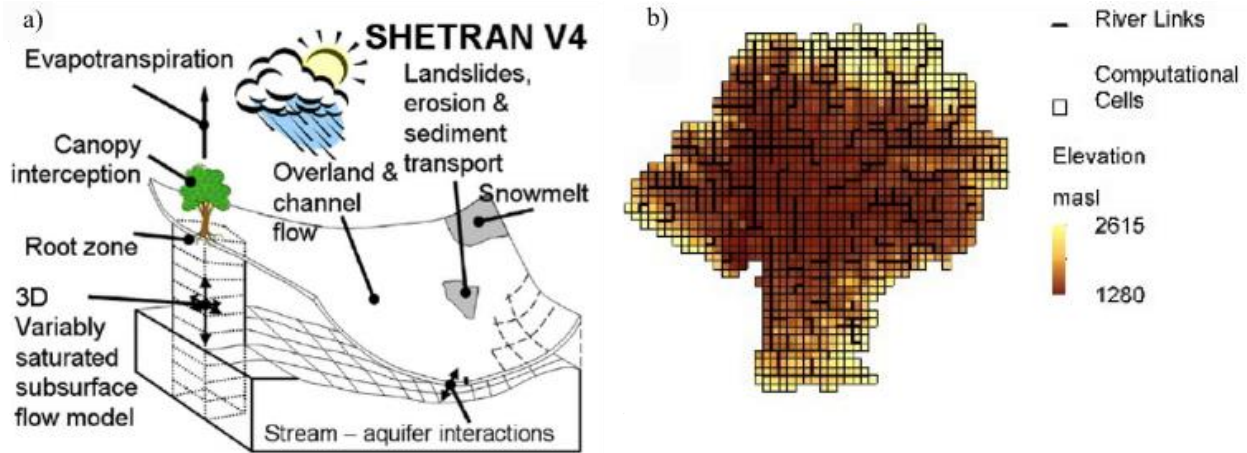 a)
SHETRAN V4
Evapotranspiration
Landslides,
erosion &
sediment
transport
Canopy
interception
Overland &
channel
flow
Snowmelt
Root zone
3D
Variably
saturated
subsurface
flow model
Stream – aquifer interactions
b)
River Links
Computational
Cells
Elevation
masl
2615
1280